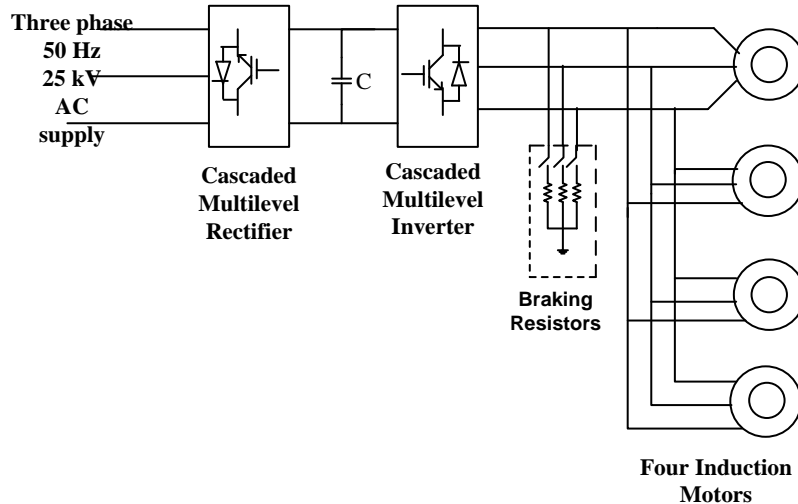 Three phase
50 Hz
25 kV
AC
supply
C
Cascaded
Multilevel
Rectifier
Cascaded
Multilevel
Inverter
Braking
Resistors
Four Induction
Motors